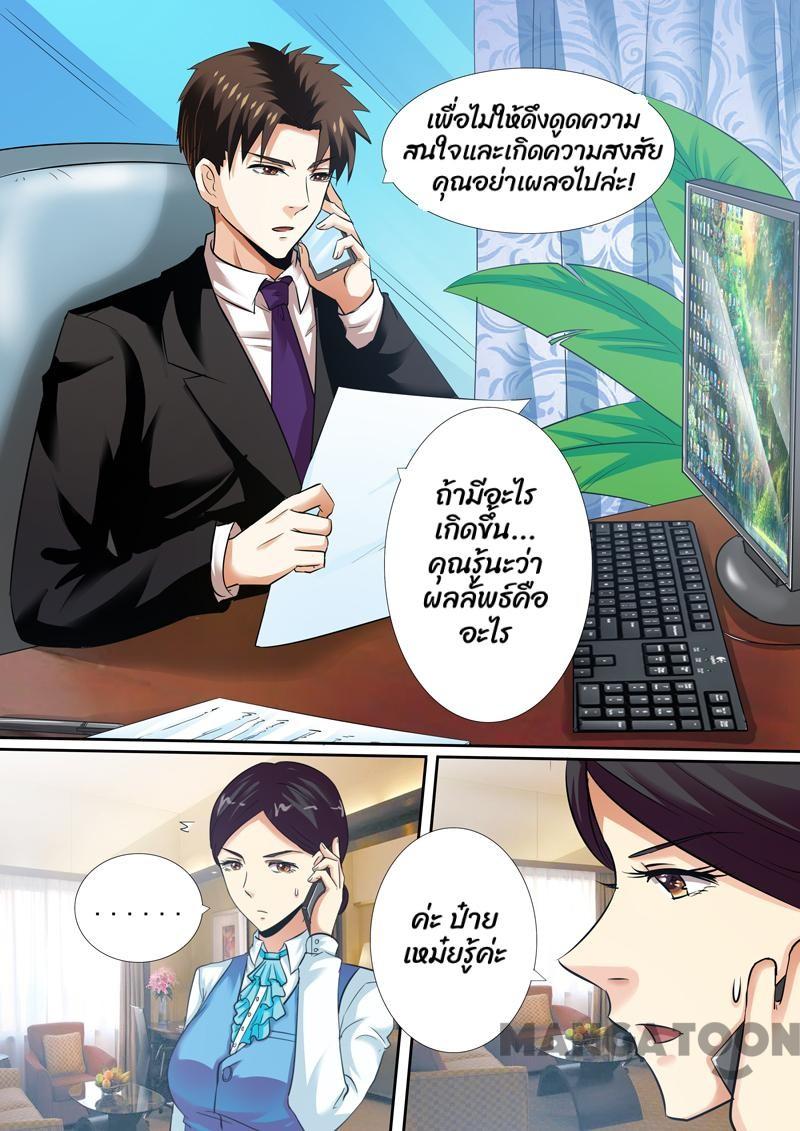 เพื่อไม่ให้ดึงดูดความ
สนใจและเกิดความสงสัย
คุณอย่าเผลอไปล่ะ!
ถ้ามีอะไร
เกิดขึ้น...
คุณรู้นะว่า
ผลลัพธ์คือ
อะไร
......
ค่ะ ป๋าย
เหม๋ยรู้ค่ะ
MANGATOON